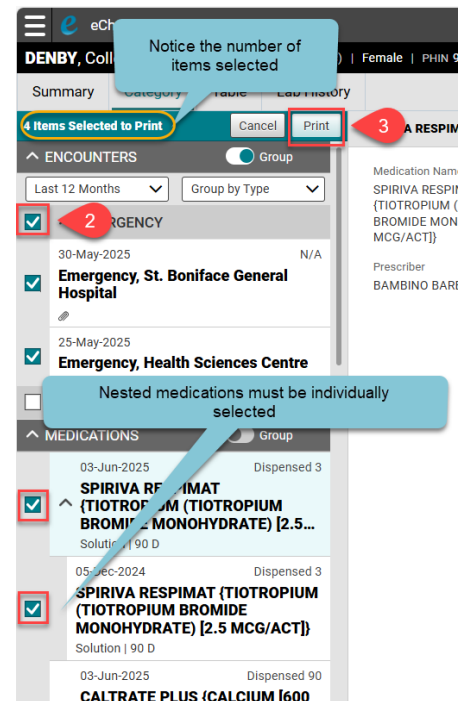 eCh
Notice the number of
items selected
DENBY, Coll
) | Female | PHIN 9
Summary Category Table Lab History
4 Items Selected to Print Cancel Print
3
A RESPIM
ENCOUNTERS Group
Last 12 Months Group by Type
2
RGENCY
30-May-2025 N/A
Emergency, St. Boniface General
Hospital
25-May-2025
Emergency, Health Sciences Centre
Nested medications must be individually
selected
MEDICATIONS Group
03-Jun-2025 Dispensed 3
SPIRIVA RESPIMAT
{TIOTROPIUM (TIOTROPIUM
BROMIDE MONOHYDRATE) [2.5...
Solution | 90 D
05-Dec-2024 Dispensed 3
SPIRIVA RESPIMAT {TIOTROPIUM
(TIOTROPIUM BROMIDE
MONOHYDRATE) [2.5 MCG/ACT]}
Solution | 90 D
03-Jun-2025 Dispensed 90
CALTRATE PLUS {CALCIUM [600
Medication Name
SPIRIVA RESPIM
{TIOTROPIUM (
BROMIDE MON
MCG/ACT]}
Prescriber
BAMBINO BARE